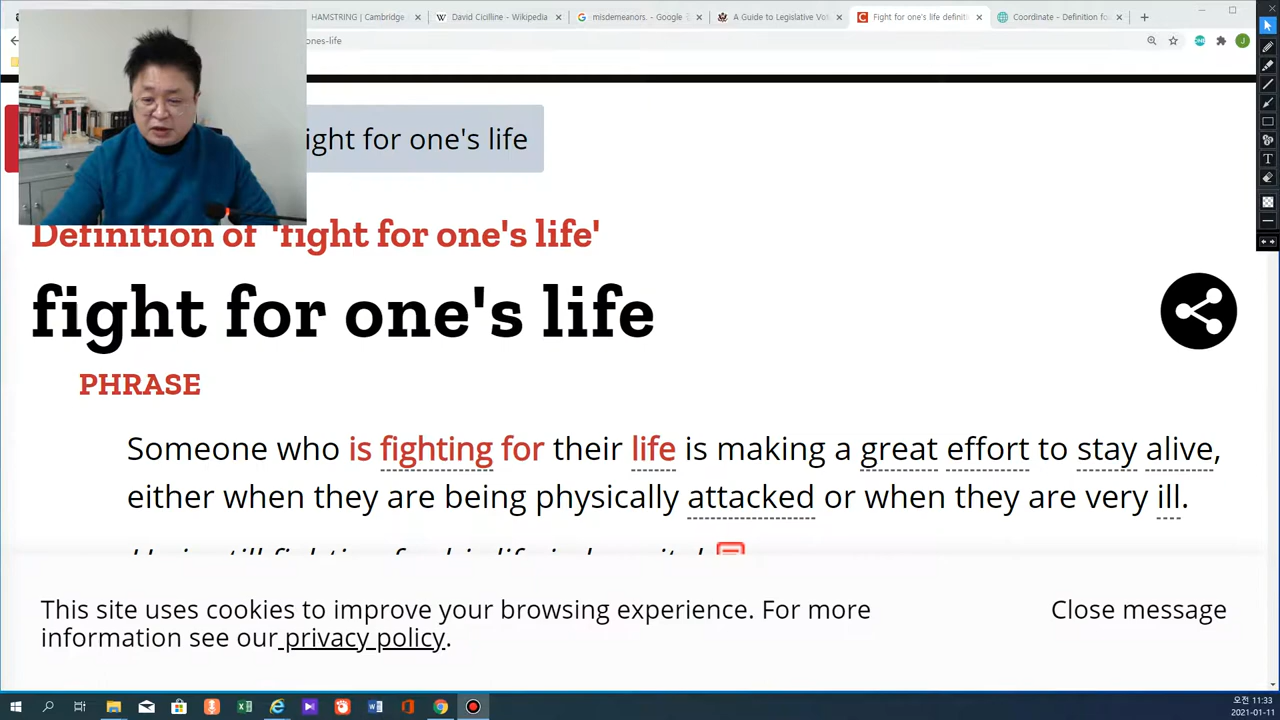 HAMSTRING | Cambridge
David Cicilline - Wikipedia
misdemeanors. - Google
A Guide to Legislative Vot
Fight for one's life definit
Coordinate - Definition fo
ones-life
J
ight for one's life
Definition of 'fight for one's life'
fight for one's life
PHRASE
Someone who is fighting for their life is making a great effort to stay alive,
either when they are being physically attacked or when they are very ill.
This site uses cookies to improve your browsing experience. For more
information see our privacy policy.
Close message
오전 11:33
2021-01-11